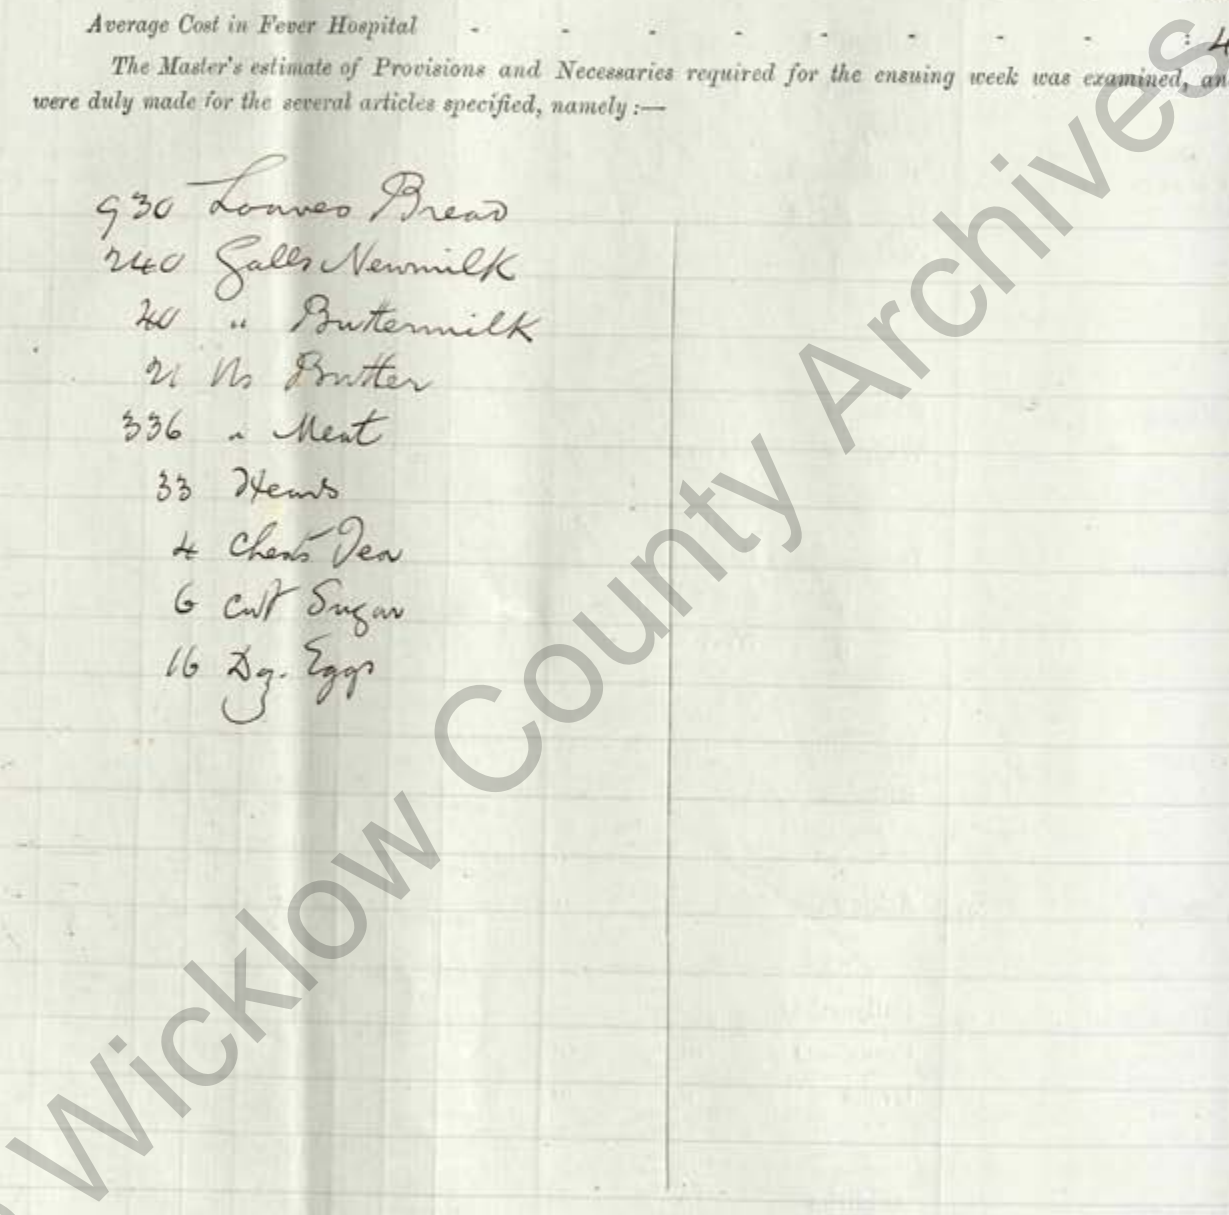 Average Cost in Fever Hospital - - - - - - - - : 4
The Master's estimate of Provisions and Necessaries required for the ensuing week was examined, an
were duly made for the several articles specified, namely :—
930 Loaves Bread
240 Galls Newmilk
20 " Buttermilk
21 lbs Butter
336 " Meat
33 Heads
4 Chests Tea
6 Cwt Sugar
16 Dz. Eggs
Wicklow County Archives